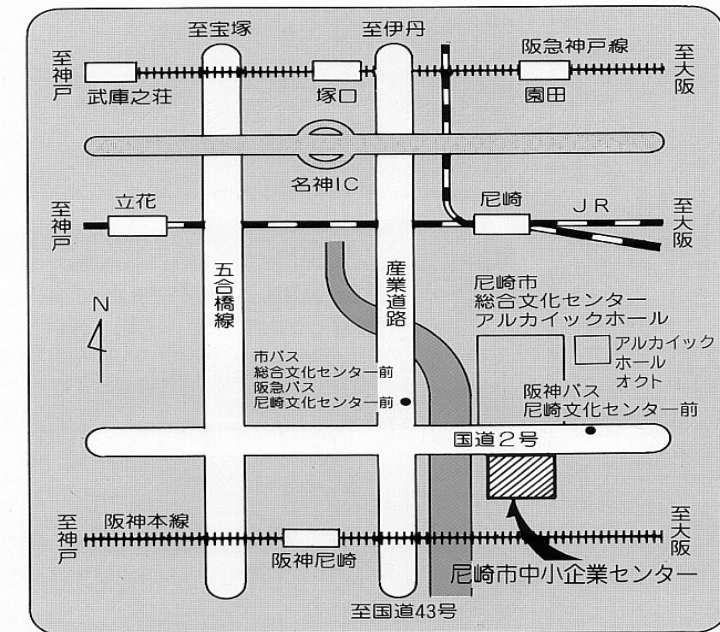 至宝塚
至伊丹
阪急神戸線
至神戸
至大阪
武庫之荘
塚口
園田
名神IC
立花
尼崎
JR
至神戸
至大阪
五合橋線
産業道路
N
尼崎市
総合文化センター
アルカイックホール
アルカイック
ホール
オクト
市バス
総合文化センター前
阪急バス
尼崎文化センター前
阪神バス
尼崎文化センター前
国道2号
至神戸
阪神本線
阪神尼崎
至大阪
尼崎市中小企業センター
至国道43号